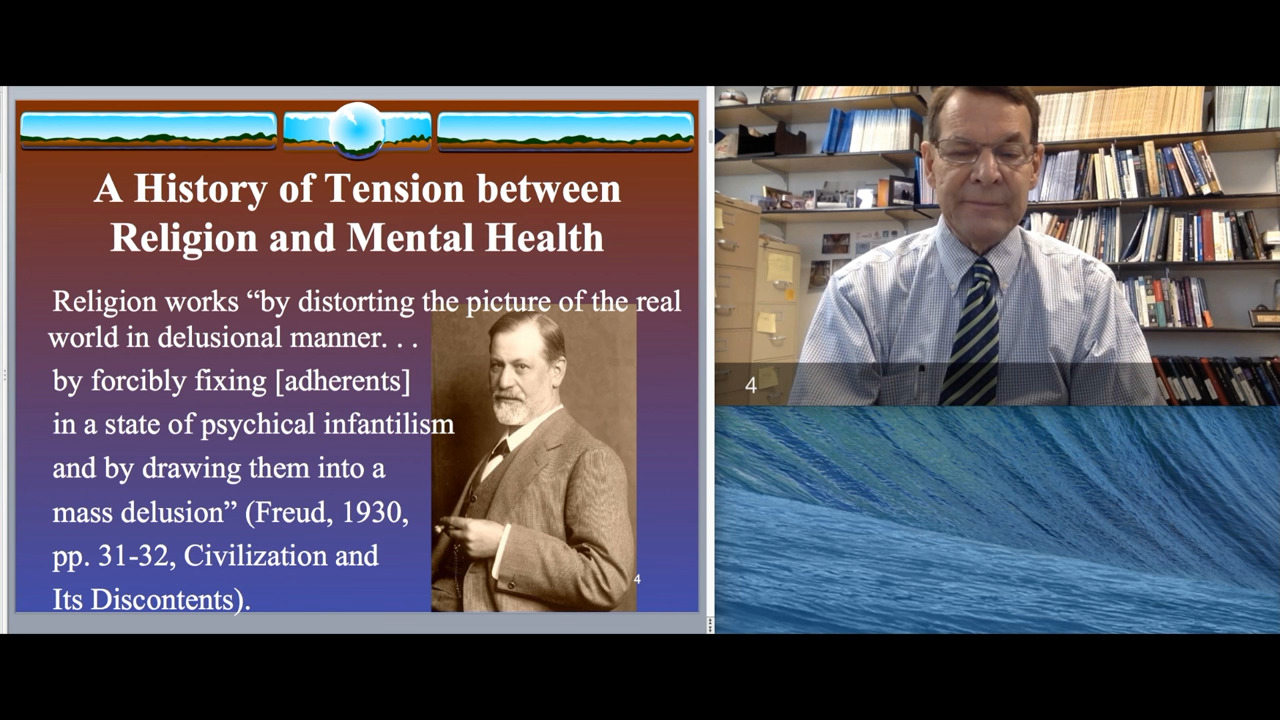 A History of Tension between
Religion and Mental Health
Religion works “by distorting the picture of the real
world in delusional manner. . .
by forcibly fixing [adherents]
in a state of psychical infantilism
and by drawing them into a
mass delusion” (Freud, 1930,
pp. 31-32, Civilization and
Its Discontents).
4
4